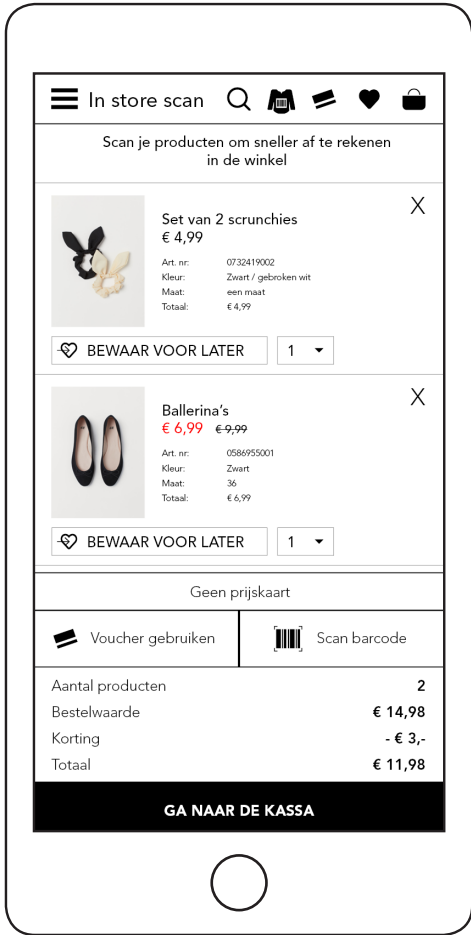 In store scan
Scan je producten om sneller af te rekenen
in de winkel
X
Set van 2 scrunchies
€ 4,99
Art. nr: 0732419002
Kleur: Zwart / gebroken wit
Maat: een maat
Totaal: € 4,99
BEWAAR VOOR LATER 1
X
Ballerina’s
€ 6,99 € 9,99
Art. nr: 0586955001
Kleur: Zwart
Maat: 36
Totaal: € 6,99
BEWAAR VOOR LATER 1
Geen prijskaart
Voucher gebruiken Scan barcode
Aantal producten 2
Bestelwaarde € 14,98
Korting - € 3,-
Totaal € 11,98
GA NAAR DE KASSA